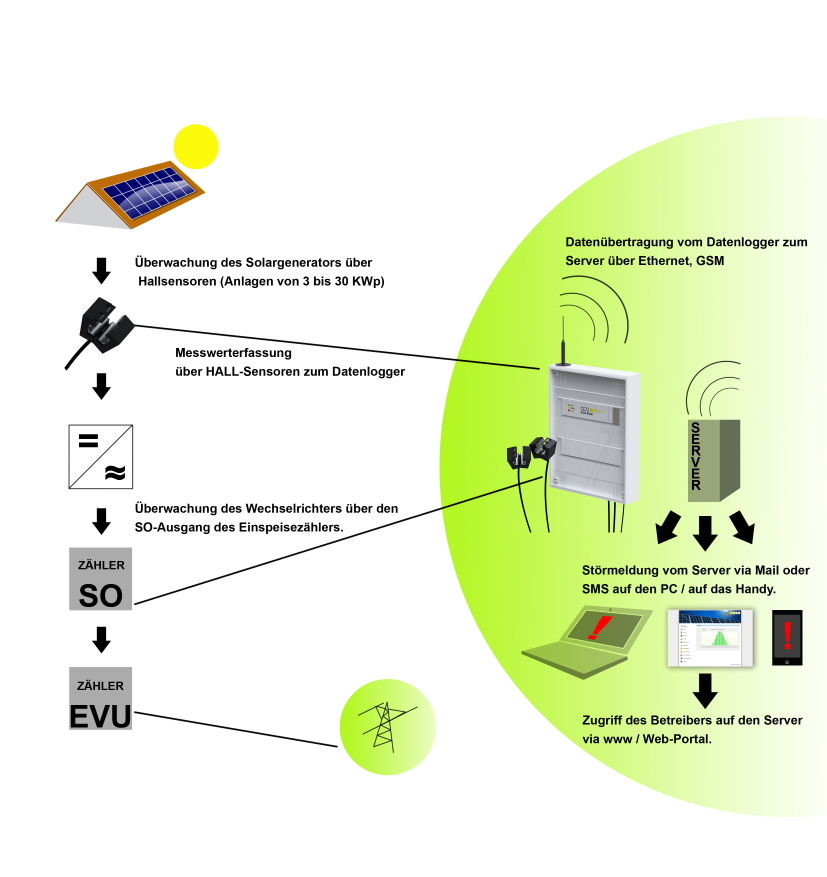 Überwachung des Solargenerators über
Hallsensoren (Anlagen von 3 bis 30 KWp)
Messwerterfassung
über HALL-Sensoren zum Datenlogger
Überwachung des Wechselrichters über den
SO-Ausgang des Einspeisezählers.
ZÄHLER
SO
ZÄHLER
EVU
Datenübertragung vom Datenlogger zum
Server über Ethernet, GSM
SERVER
Störmeldung vom Server via Mail oder
SMS auf den PC / auf das Handy.
!
!
Zugriff des Betreibers auf den Server
via www / Web-Portal.